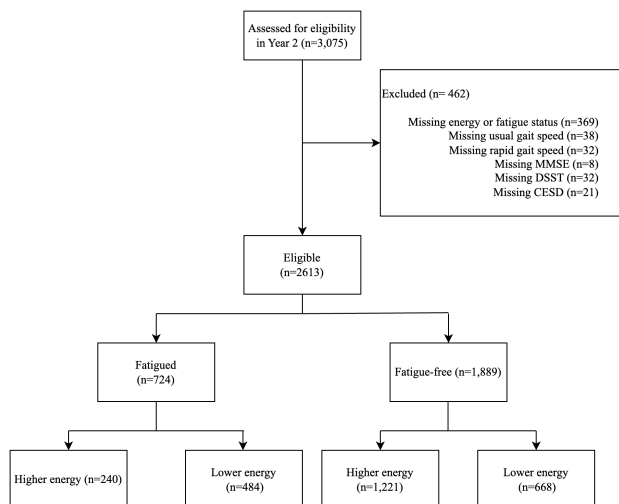 Assessed for eligibility
in Year 2 (n=3,075)
Excluded (n= 462)
Missing energy or fatigue status (n=369)
Missing usual gait speed (n=38)
Missing rapid gait speed (n=32)
Missing MMSE (n=8)
Missing DSST (n=32)
Missing CESD (n=21)
Eligible
(n=2613)
Fatigued
(n=724)
Fatigue-free (n=1,889)
Higher energy (n=240)
Lower energy
(n=484)
Higher energy
(n=1,221)
Lower energy
(n=668)